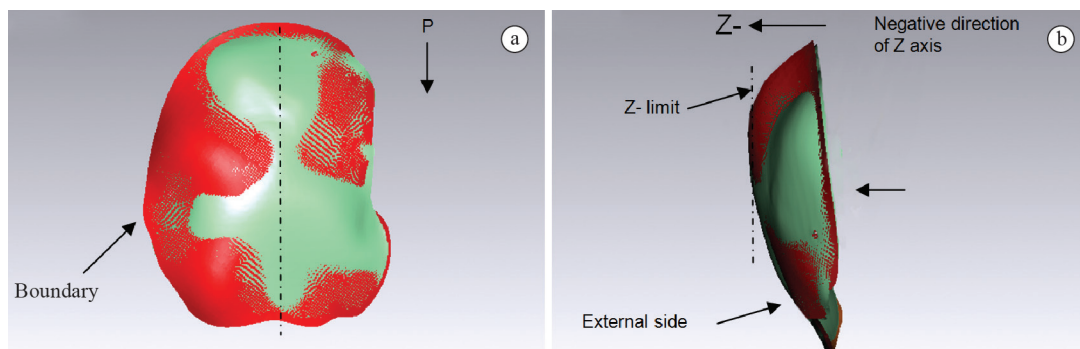 P
a
Boundary
Z-
Negative direction
of Z axis
b
Z- limit
External side